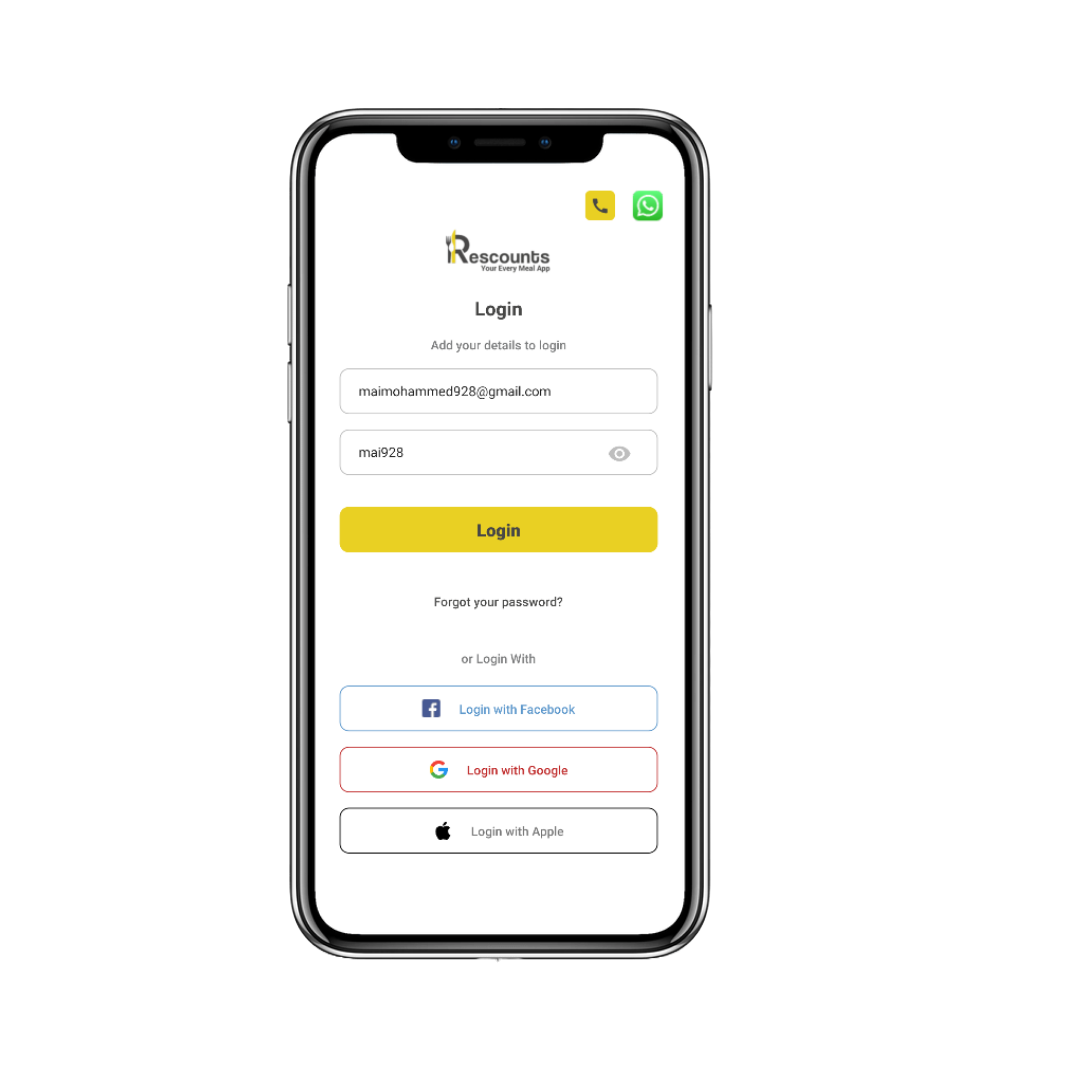 Rescounts
Your Every Meal App
Login
Add your details to login
maimohammed928@gmail.com
mai928
Login
Forgot your password?
or Login With
Login with Facebook
Login with Google
Login with Apple